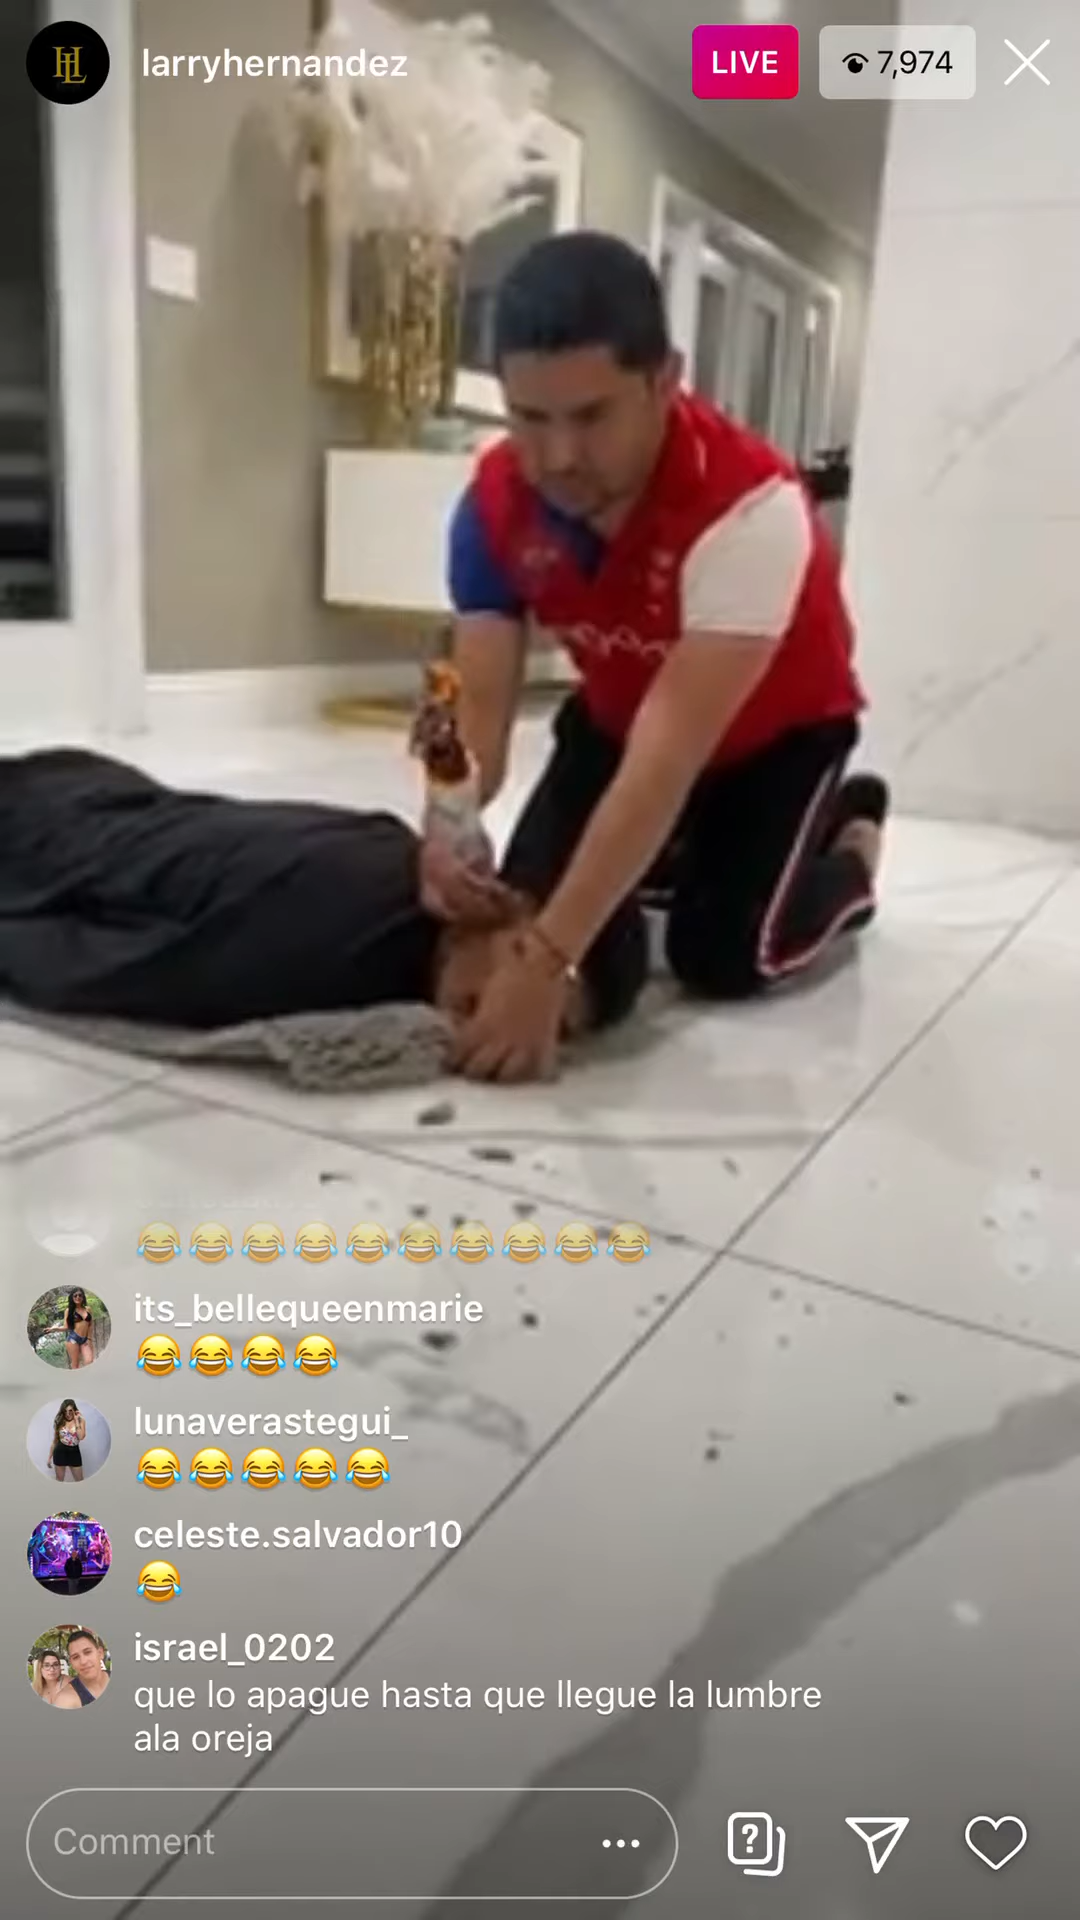 HL
larryhernandez
LIVE
7,974
😂😂😂😂😂😂😂😂😂😂
its_bellequeenmarie
😂😂😂😂
lunaverastegui_
😂😂😂😂😂
celeste.salvador10
😂
israel_0202
que lo apague hasta que llegue la lumbre
ala oreja
Comment